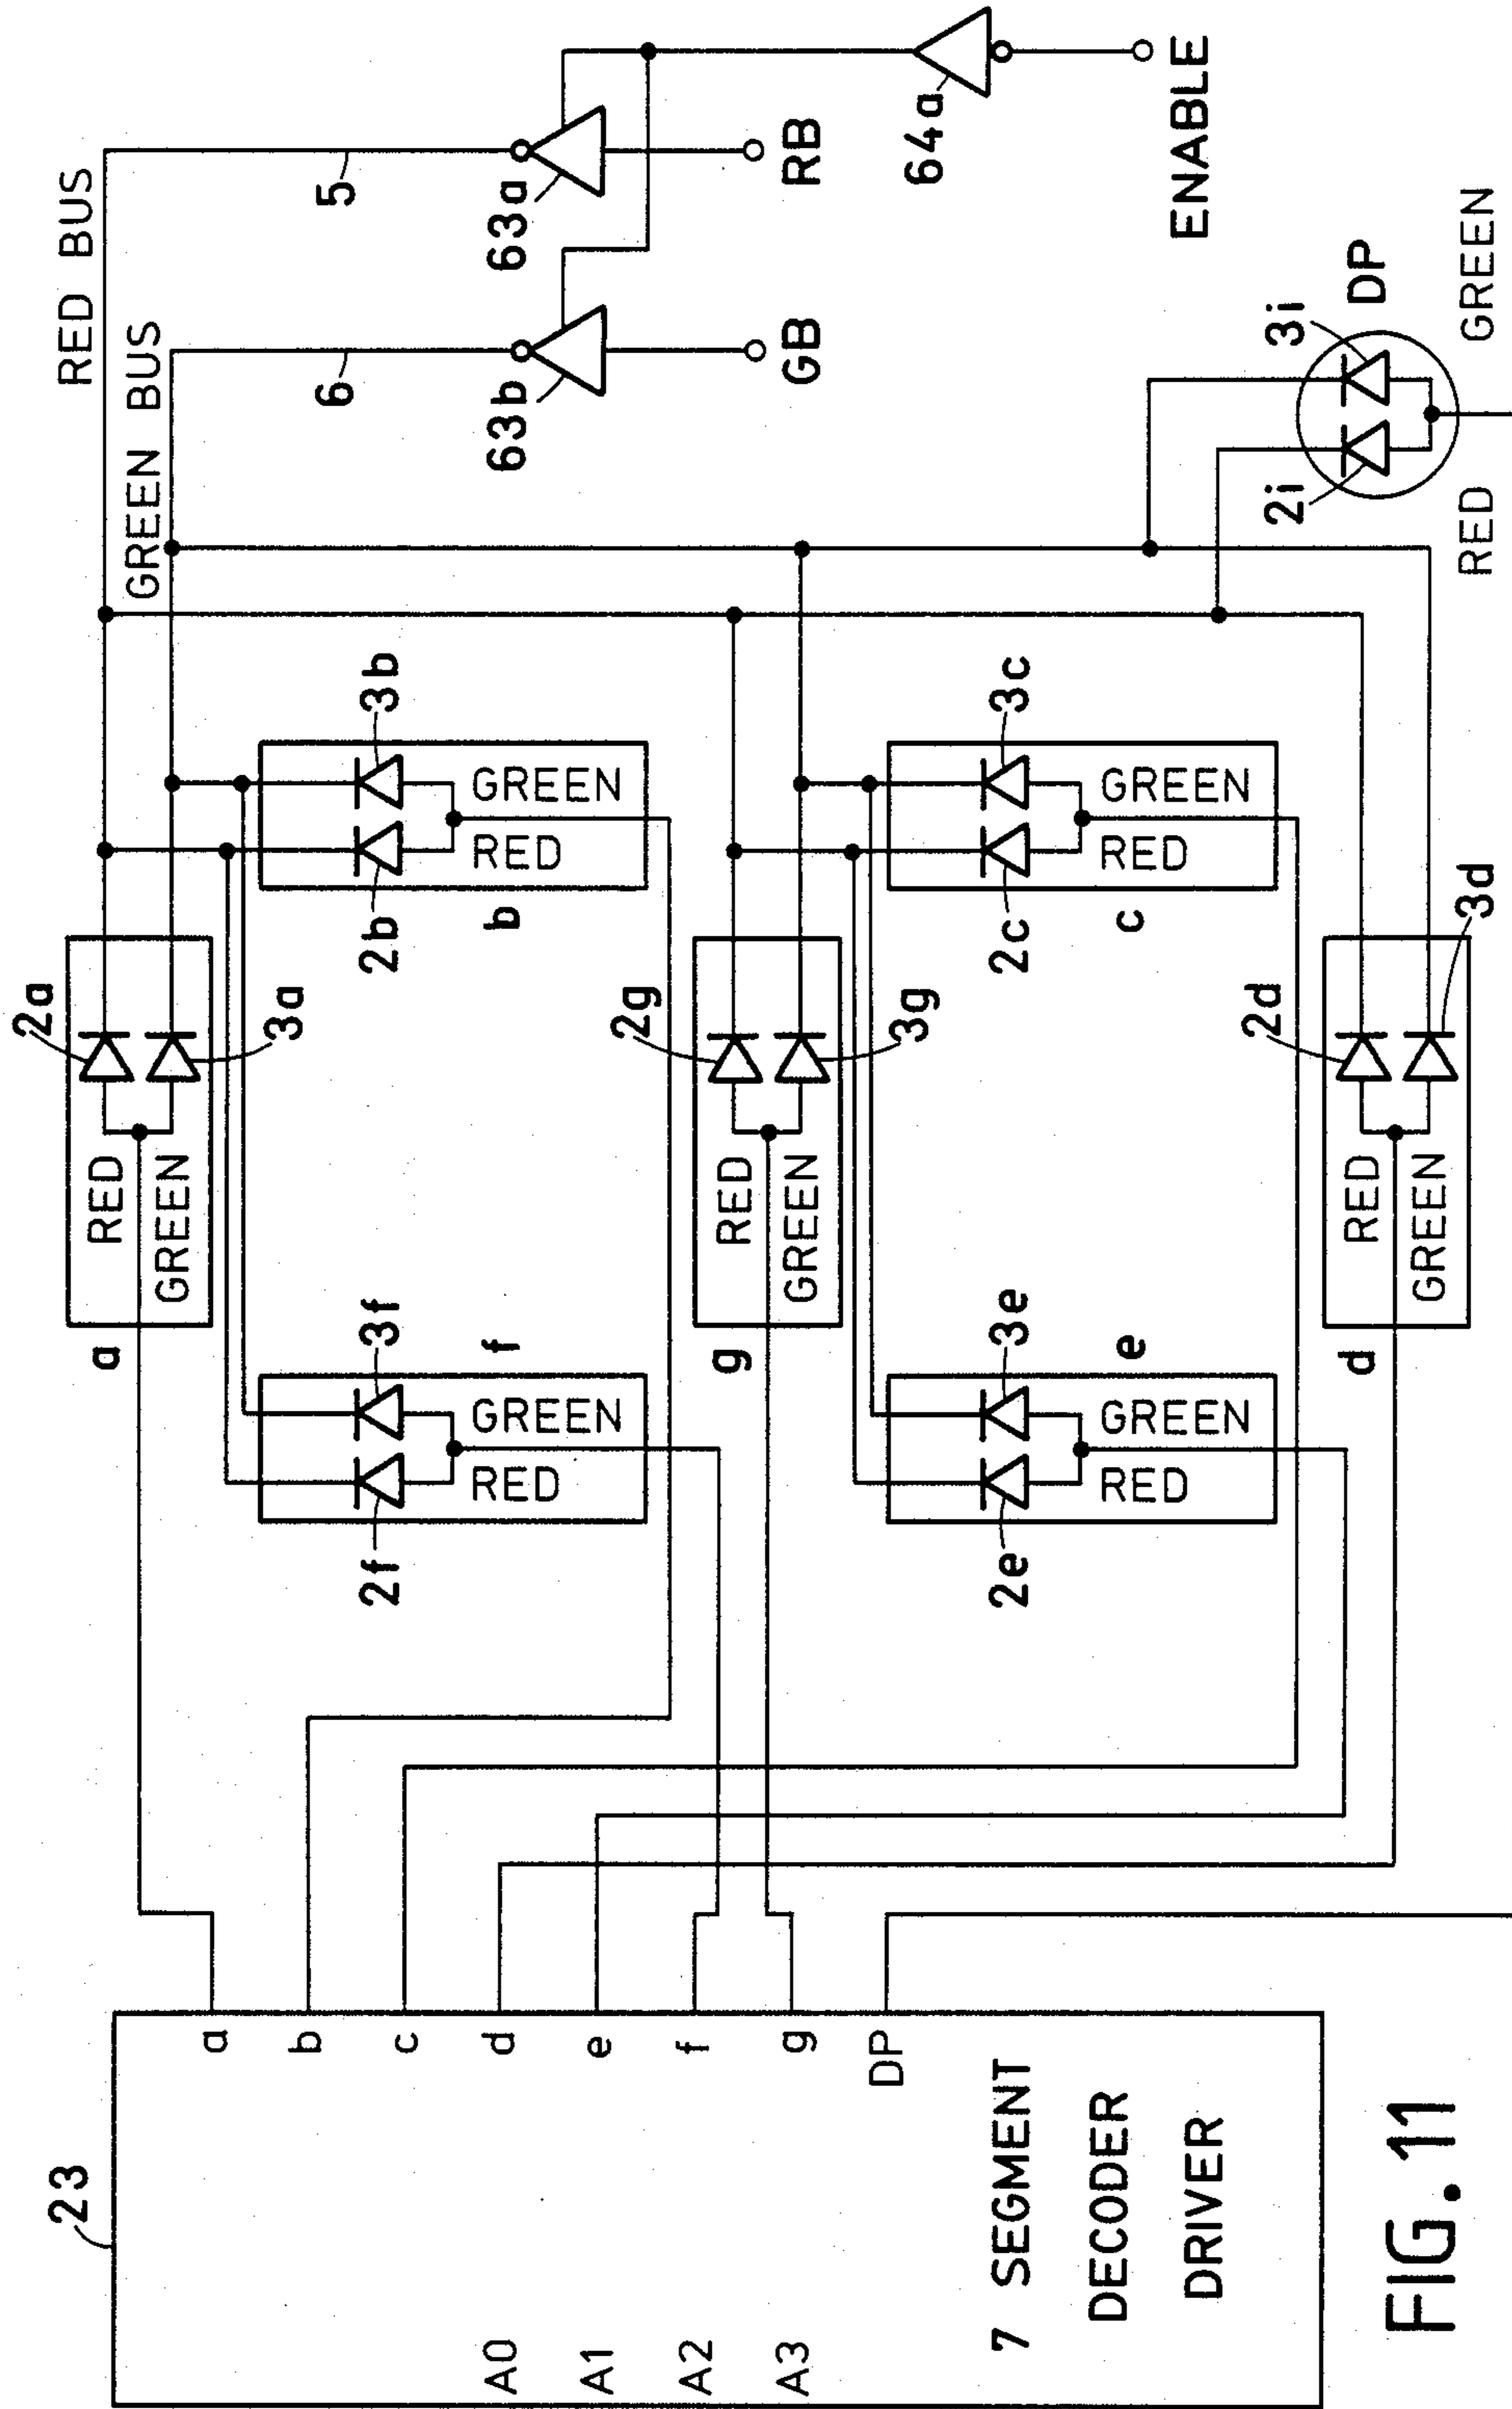 23
7 SEGMENT
DECODER
DRIVER
A0
A1
A2
A3
a
b
c
d
e
f
g
DP
a
RED
GREEN
2a
3a
2f
3f
RED
GREEN
f
2b
3b
RED
GREEN
b
g
RED
GREEN
2g
3g
2e
3e
RED
GREEN
e
2c
3c
RED
GREEN
c
d
RED
GREEN
2d
3d
RED BUS
GREEN BUS
5
6
63a
63b
RB
GB
64a
ENABLE
2i
3i
DP
RED
GREEN
FIG. 11